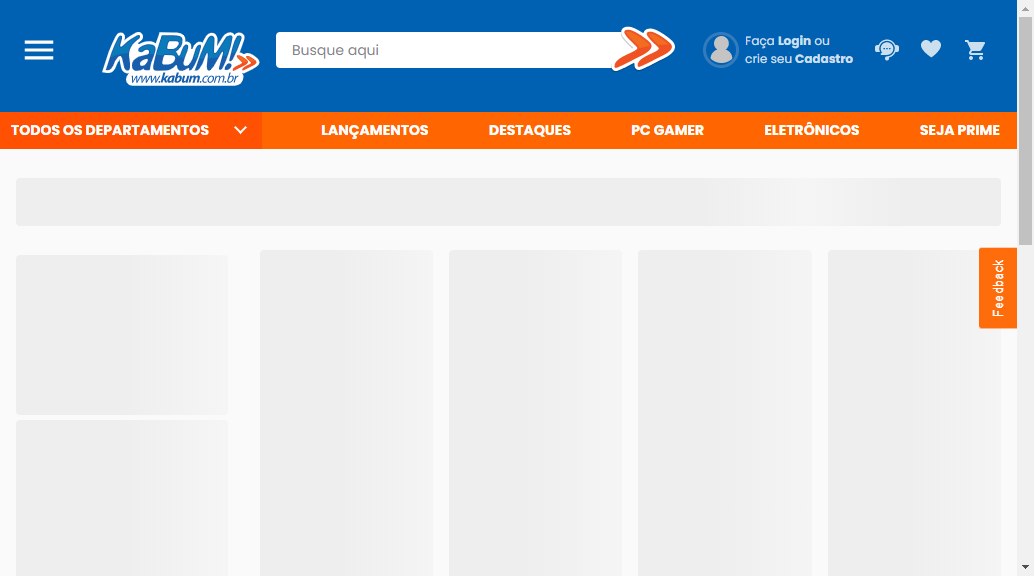 KaBuM!
www.kabum.com.br
Busque aqui
Faça Login ou
crie seu Cadastro
TODOS OS DEPARTAMENTOS
LANÇAMENTOS
DESTAQUES
PC GAMER
ELETRÔNICOS
SEJA PRIME
Feedback